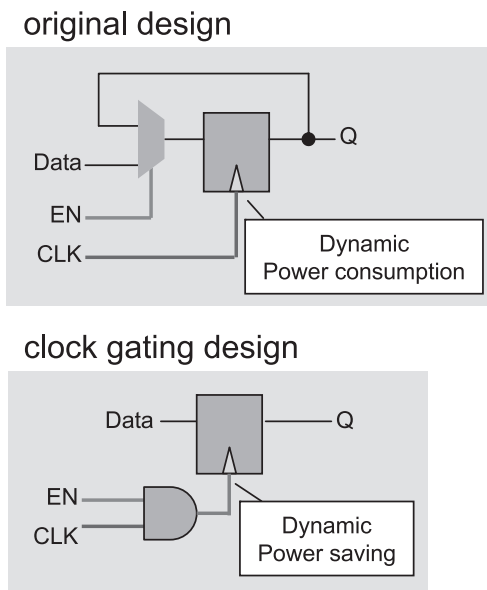 original design
Data
Q
EN
CLK
Dynamic
Power consumption
clock gating design
Data
Q
EN
CLK
Dynamic
Power saving